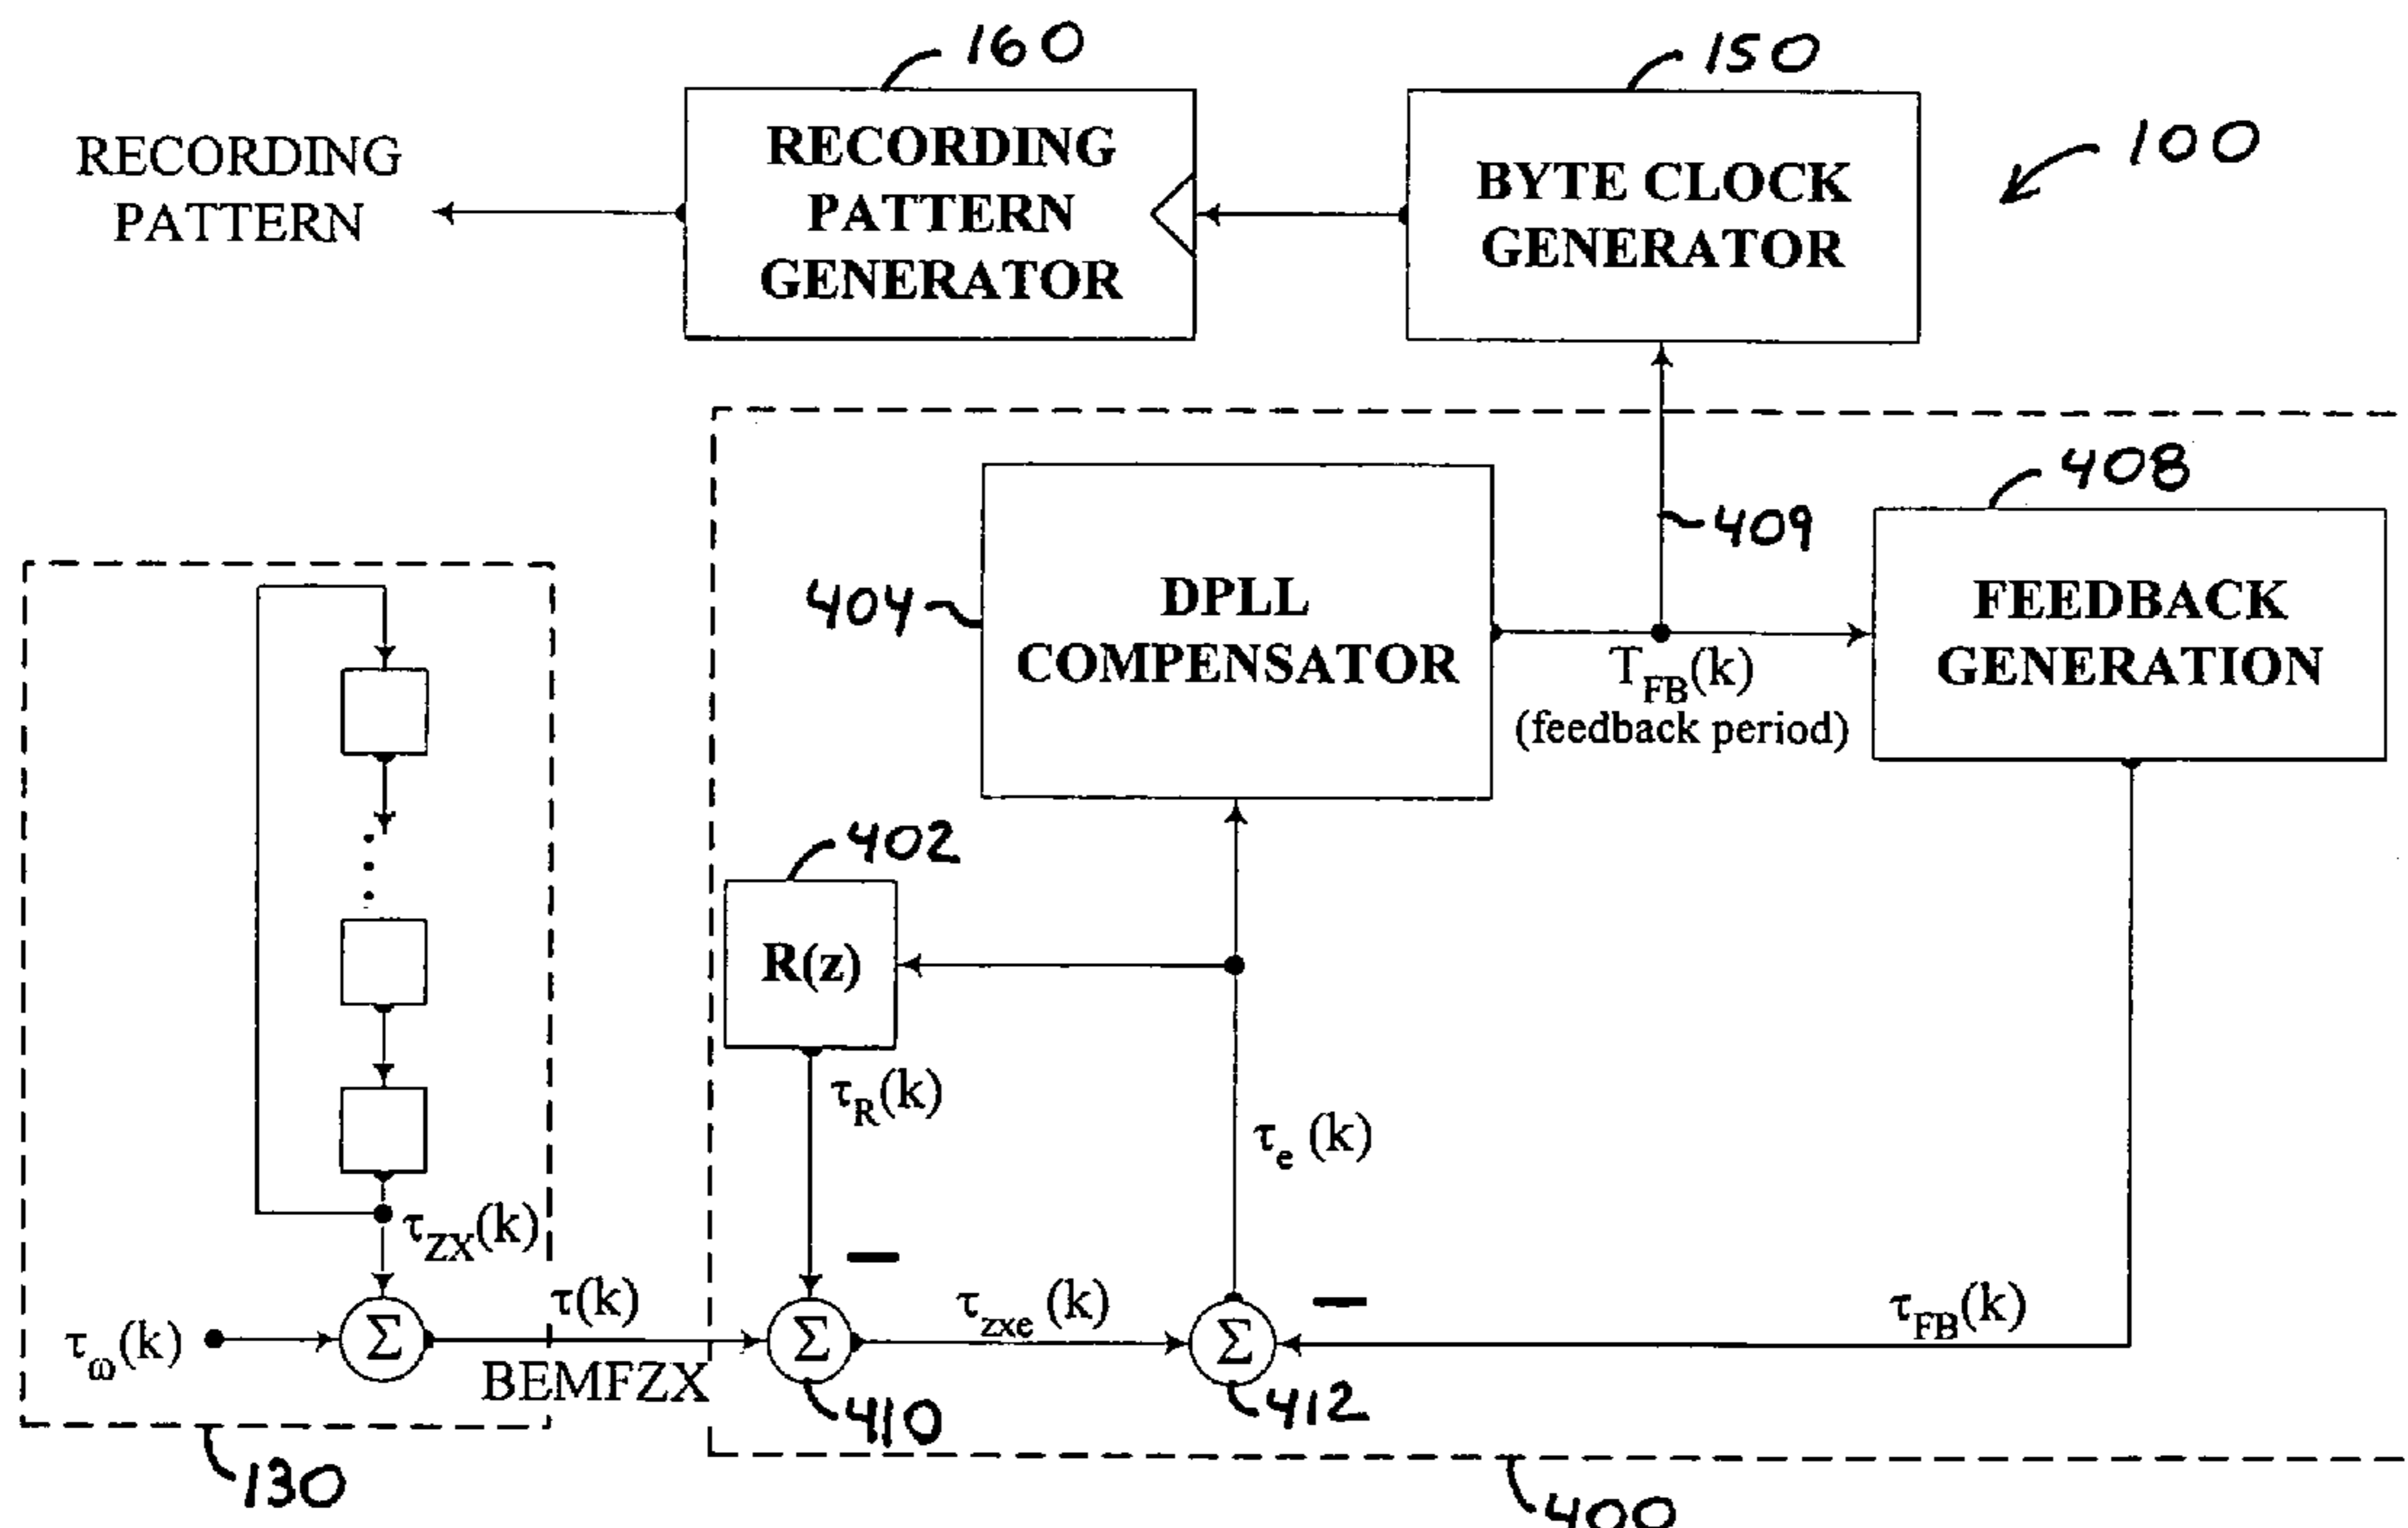 160
150
100
RECORDING
PATTERN
RECORDING
PATTERN
GENERATOR
BYTE CLOCK
GENERATOR
408
409
404
DPLL
COMPENSATOR
T_FB(k)
(feedback period)
FEEDBACK
GENERATION
402
R(z)
τ_R(k)
τ_e (k)
τ_ZX(k)
τ_ω(k)
Σ
τ(k)
BEMFZX
Σ
τ_zxe (k)
Σ
τ_FB(k)
410
412
130
400